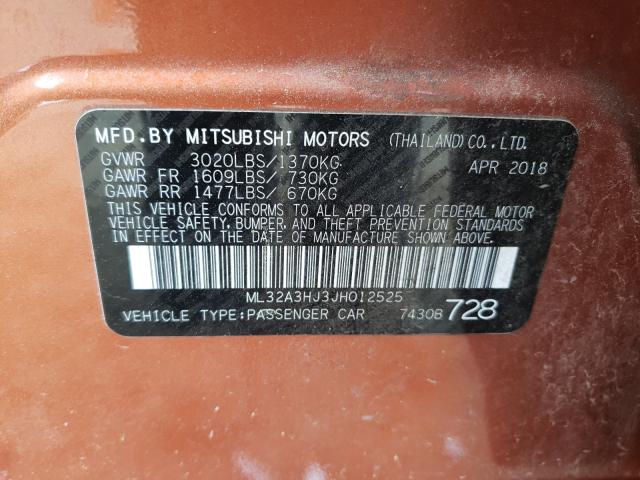 MFD.BY MITSUBISHI MOTORS (THAILAND) CO.,LTD.
GVWR 3020LBS/1370KG APR 2018
GAWR FR 1609LBS/ 730KG
GAWR RR 1477LBS/ 670KG
THIS VEHICLE CONFORMS TO ALL APPLICABLE FEDERAL MOTOR
VEHICLE SAFETY, BUMPER, AND THEFT PREVENTION STANDARDS
IN EFFECT ON THE DATE OF MANUFACTURE SHOWN ABOVE.
ML32A3HJ3JH012525
VEHICLE TYPE:PASSENGER CAR 7430B 728